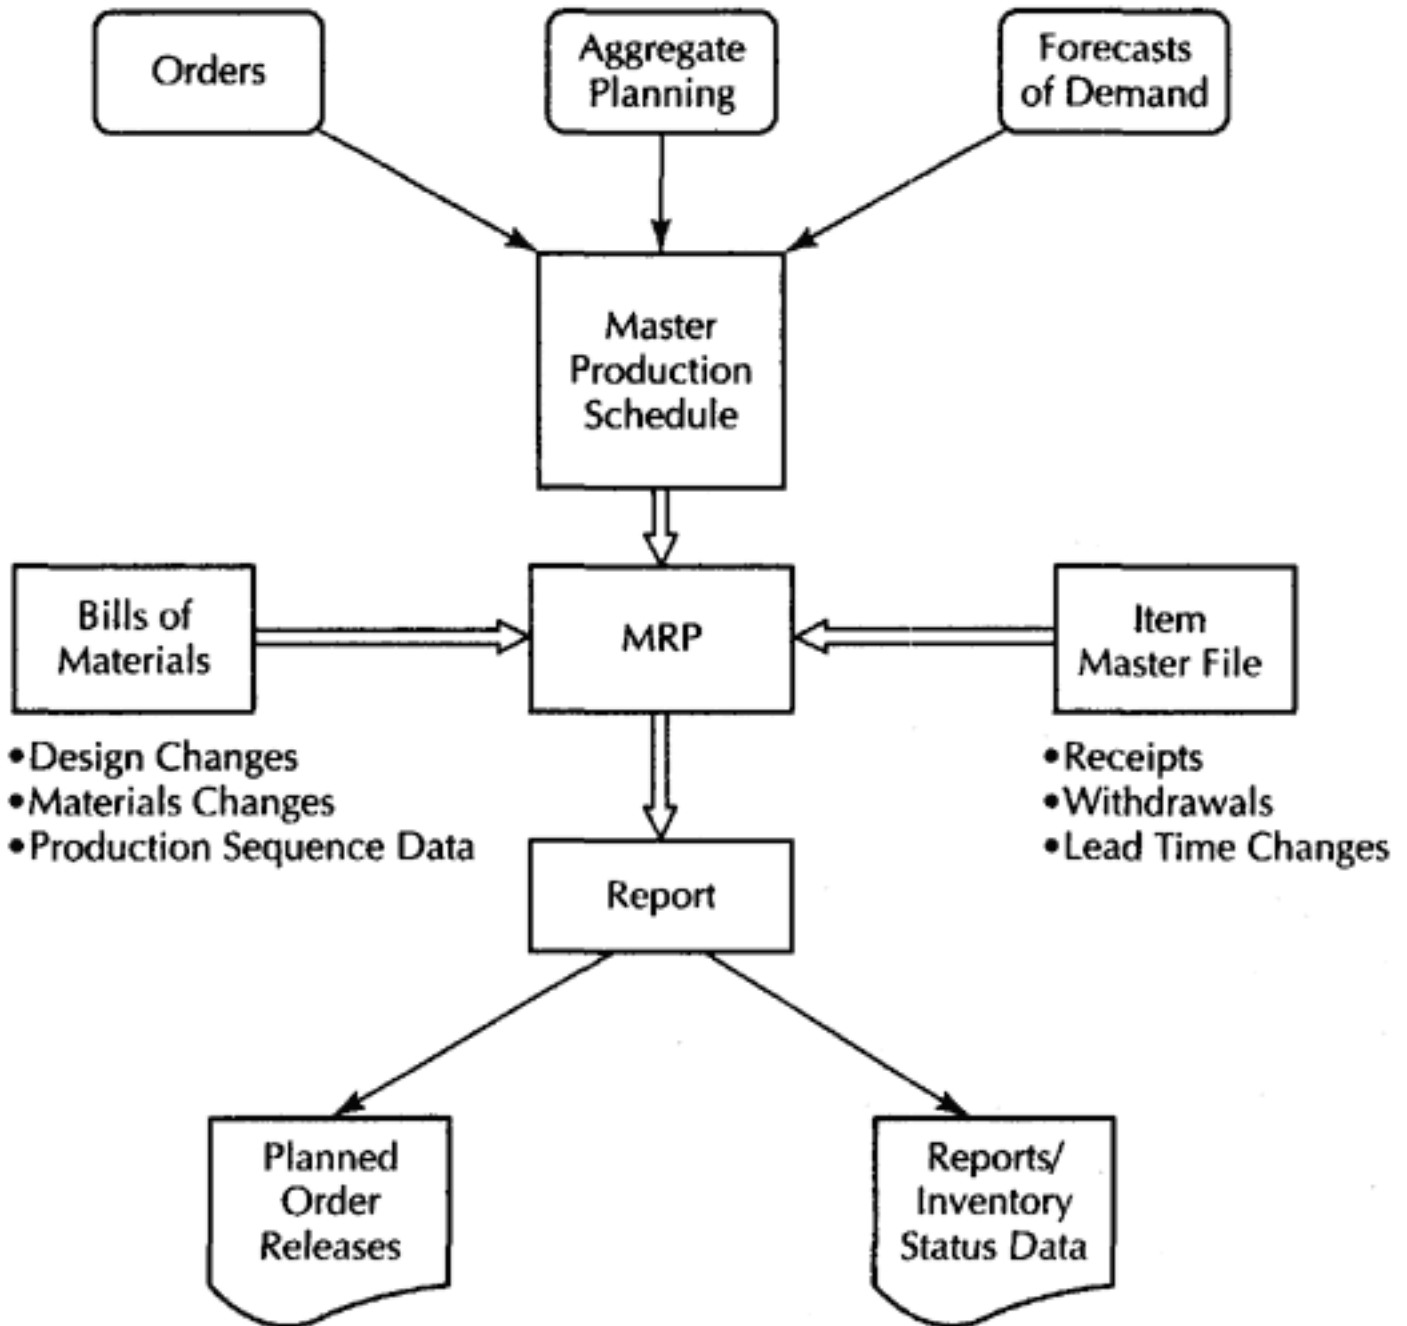 Orders
Aggregate
Planning
Forecasts
of Demand
Master
Production
Schedule
Bills of
Materials
MRP
Item
Master File
•Design Changes
•Materials Changes
•Production Sequence Data
•Receipts
•Withdrawals
•Lead Time Changes
Report
Planned
Order
Releases
Reports/
Inventory
Status Data